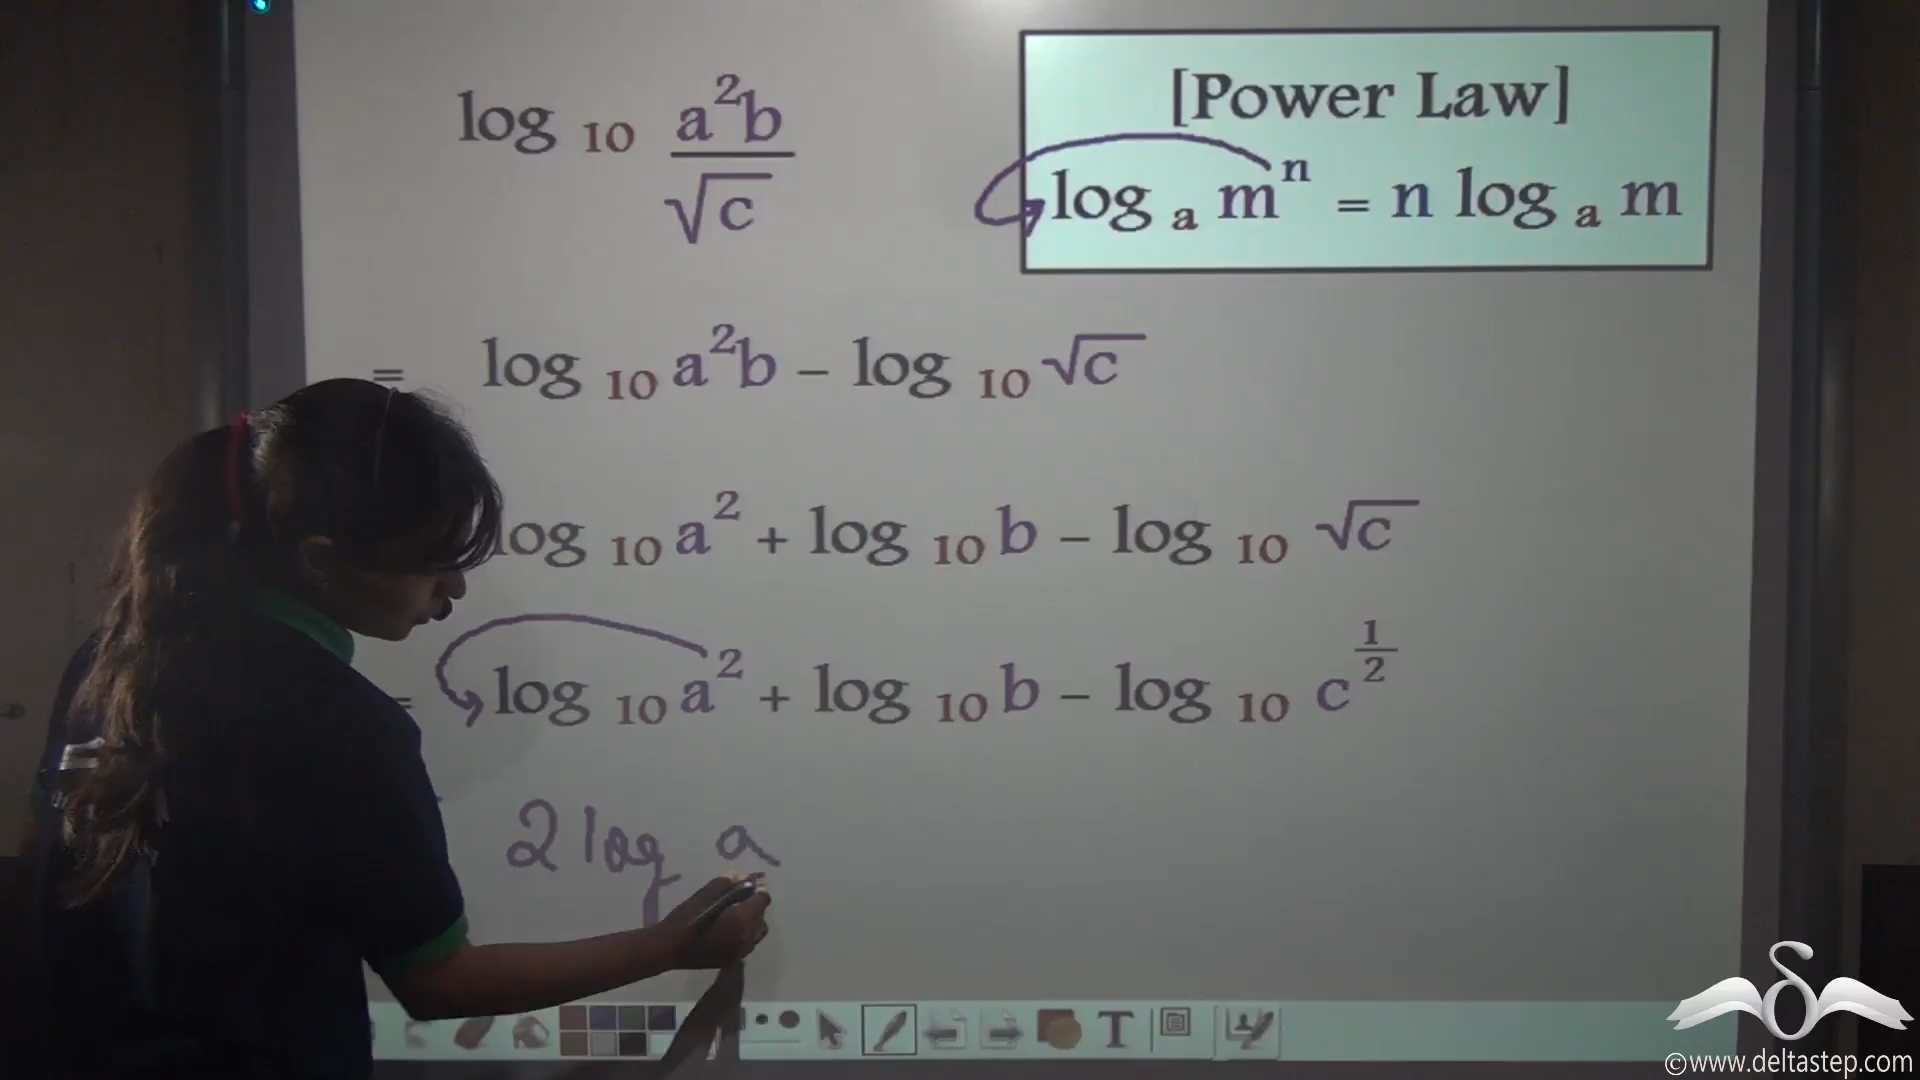 log 10 a²b
√c
[Power Law]
log a mⁿ = n log a m
= log 10 a²b – log 10 √c
log 10 a² + log 10 b – log 10 √c
= log 10 a² + log 10 b – log 10 c^1/2
2 log a
T
©www.deltastep.com